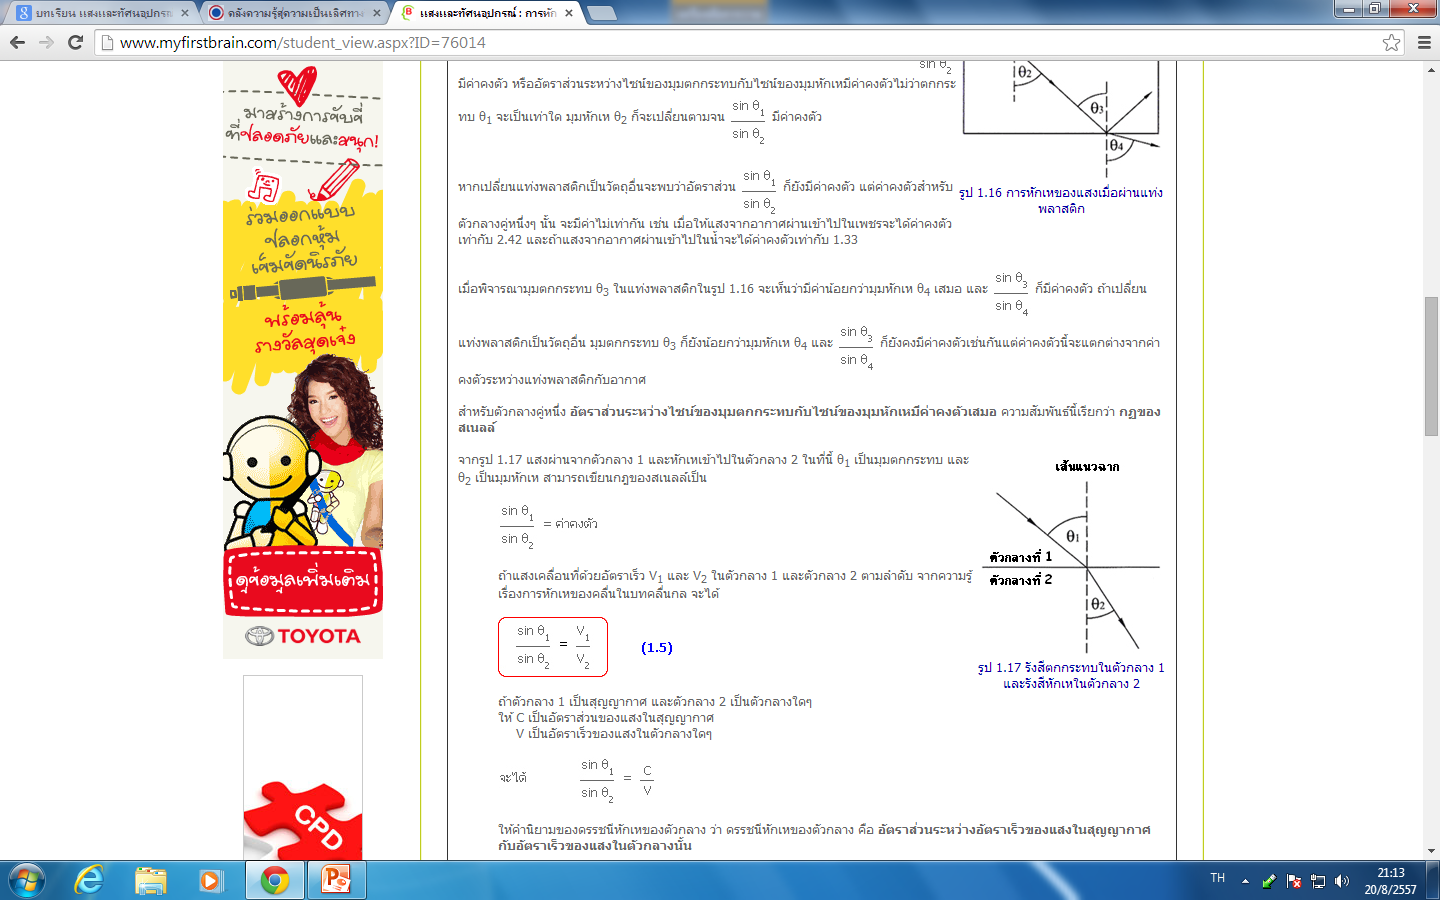 บทเรียน แสงและทัศนอุปกรณ์
คลังความรู้สู่ความเป็นเลิศทาง
แสงและทัศนอุปกรณ์ : การหัก
www.myfirstbrain.com/student_view.aspx?ID=76014
มาสร้างการขับขี่
ที่ปลอดภัยและสนุก!
ร่วมออกแบบ
ปลอกหุ้ม
เข็มขัดนิรภัย
พร้อมลุ้น
รางวัลสุดเจ๋ง
ดูข้อมูลเพิ่มเติม
TOYOTA
CPD
sin θ2
มีค่าคงตัว หรืออัตราส่วนระหว่างไซน์ของมุมตกกระทบกับไซน์ของมุมหักเหมีค่าคงตัวไม่ว่าตกกระ
ทบ θ1 จะเป็นเท่าใด มุมหักเห θ2 ก็จะเปลี่ยนตามจน sin θ1 / sin θ2 มีค่าคงตัว
θ2
θ3
θ4
รูป 1.16 การหักเหของแสงเมื่อผ่านแท่ง
พลาสติก
หากเปลี่ยนแท่งพลาสติกเป็นวัตถุอื่นจะพบว่าอัตราส่วน sin θ1 / sin θ2 ก็ยังมีค่าคงตัว แต่ค่าคงตัวสำหรับ
ตัวกลางคู่หนึ่งๆ นั้น จะมีค่าไม่เท่ากัน เช่น เมื่อให้แสงจากอากาศผ่านเข้าไปในเพชรจะได้ค่าคงตัว
เท่ากับ 2.42 และถ้าแสงจากอากาศผ่านเข้าไปในน้ำจะได้ค่าคงตัวเท่ากับ 1.33
เมื่อพิจารณามุมตกกระทบ θ3 ในแท่งพลาสติกในรูป 1.16 จะเห็นว่ามีค่าน้อยกว่ามุมหักเห θ4 เสมอ และ sin θ3 / sin θ4 ก็มีค่าคงตัว ถ้าเปลี่ยน
แท่งพลาสติกเป็นวัตถุอื่น มุมตกกระทบ θ3 ก็ยังน้อยกว่ามุมหักเห θ4 และ sin θ3 / sin θ4 ก็ยังคงมีค่าคงตัวเช่นกันแต่ค่าคงตัวนี้จะแตกต่างจากค่า
คงตัวระหว่างแท่งพลาสติกกับอากาศ
สำหรับตัวกลางคู่หนึ่ง อัตราส่วนระหว่างไซน์ของมุมตกกระทบกับไซน์ของมุมหักเหมีค่าคงตัวเสมอ ความสัมพันธ์นี้เรียกว่า กฏของ
สเนลล์
จากรูป 1.17 แสงผ่านจากตัวกลาง 1 และหักเหเข้าไปในตัวกลาง 2 ในที่นี้ θ1 เป็นมุมตกกระทบ และ
θ2 เป็นมุมหักเห สามารถเขียนกฎของสเนลล์เป็น
sin θ1 / sin θ2 = ค่าคงตัว
ถ้าแสงเคลื่อนที่ด้วยอัตราเร็ว V1 และ V2 ในตัวกลาง 1 และตัวกลาง 2 ตามลำดับ จากความรู้
เรื่องการหักเหของคลื่นในบทคลื่นกล จะได้
sin θ1 / sin θ2 = V1 / V2 (1.5)
เส้นแนวฉาก
θ1
ตัวกลางที่ 1
ตัวกลางที่ 2
θ2
รูป 1.17 รังสีตกกระทบในตัวกลาง 1
และรังสีหักเหในตัวกลาง 2
ถ้าตัวกลาง 1 เป็นสุญญากาศ และตัวกลาง 2 เป็นตัวกลางใดๆ
ให้ C เป็นอัตราส่วนของแสงในสุญญากาศ
V เป็นอัตราเร็วของแสงในตัวกลางใดๆ
จะได้ sin θ1 / sin θ2 = C / V
ให้คำนิยามของดรรชนีหักเหของตัวกลาง ว่า ดรรชนีหักเหของตัวกลาง คือ อัตราส่วนระหว่างอัตราเร็วของแสงในสุญญากาศ
กับอัตราเร็วของแสงในตัวกลางนั้น
TH
21:13
20/8/2557